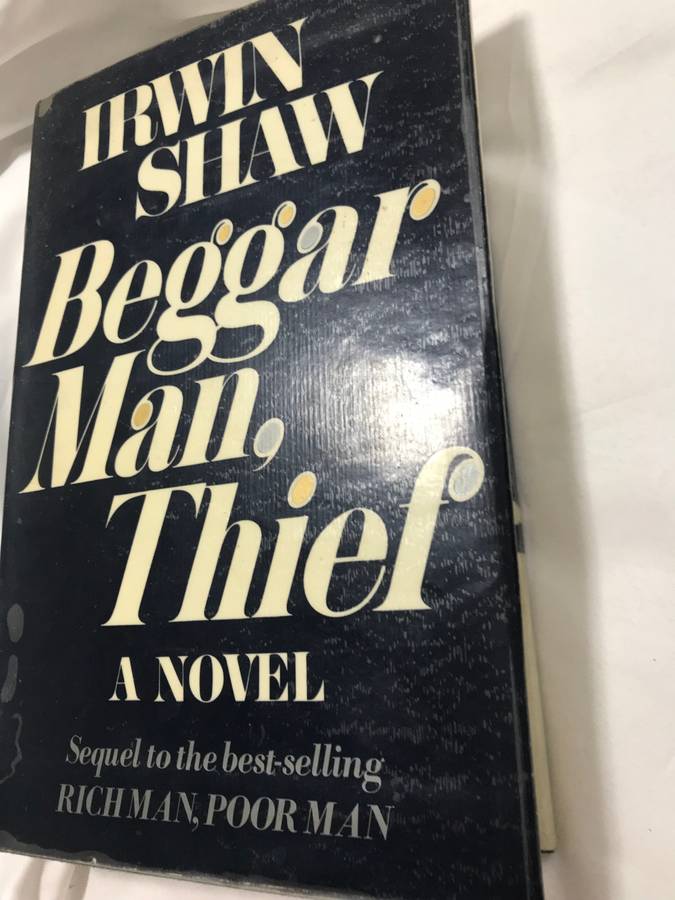 IRWIN
SHAW
Beggar
Man,
Thief
A NOVEL
Sequel to the best-selling
RICH MAN, POOR MAN